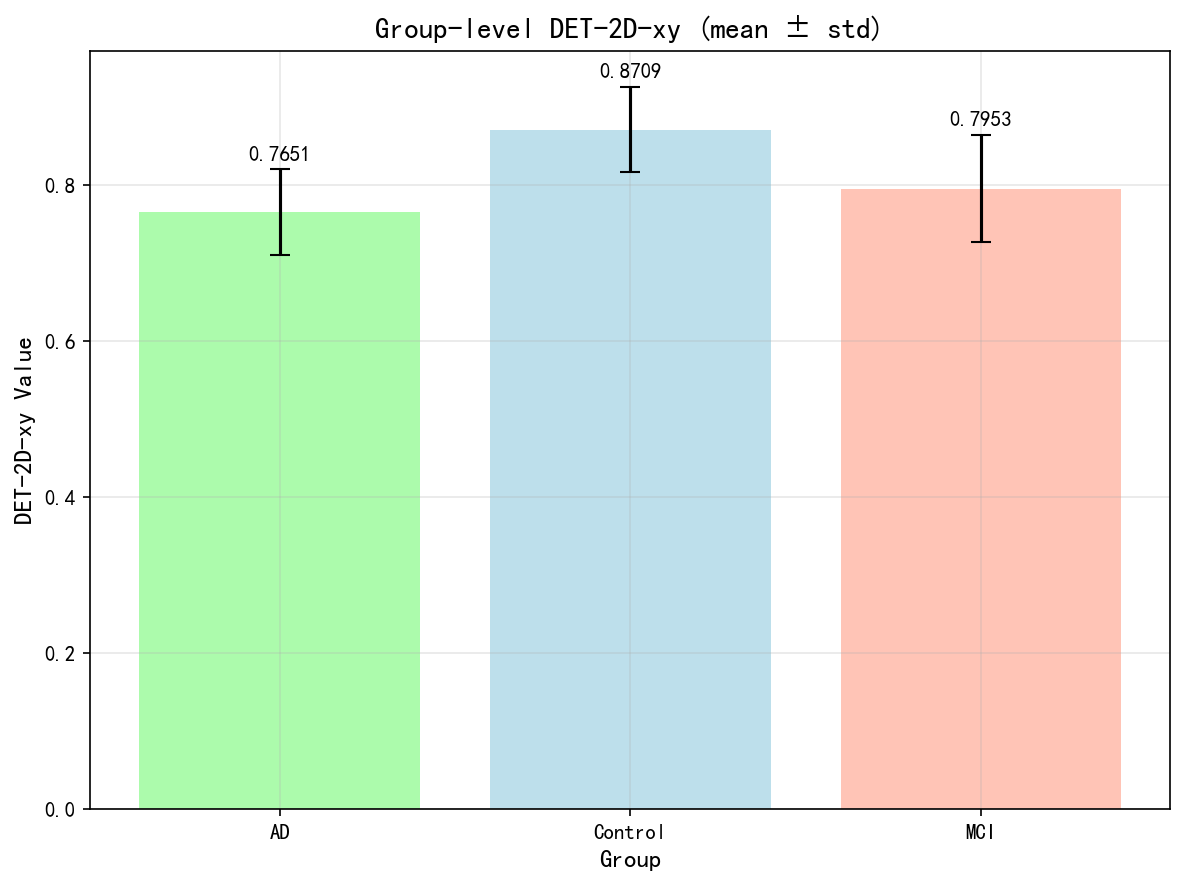 Group-level DET-2D-xy (mean ± std)
0.8709
0.7953
0.7651
0.8
0.6
0.4
0.2
0.0
DET-2D-xy Value
AD Control MCI
Group